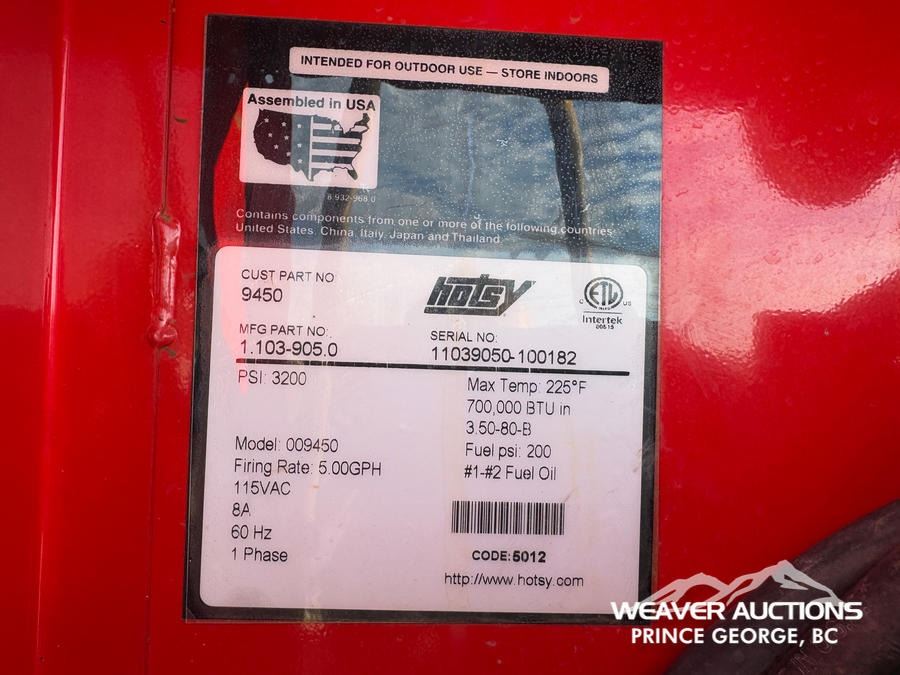 INTENDED FOR OUTDOOR USE — STORE INDOORS
Assembled in USA
8.932-968.0
Contains components from one or more of the following countries:
United States, China, Italy, Japan and Thailand
CUST PART NO:
9450
hotsy
C ETL US
Intertek
MFG PART NO:
1.103-905.0
SERIAL NO:
11039050-100182
PSI: 3200
Max Temp: 225°F
700,000 BTU in
3.50-80-B
Model: 009450
Fuel psi: 200
Firing Rate: 5.00GPH
#1-#2 Fuel Oil
115VAC
8A
60 Hz
1 Phase
CODE:5012
http://www.hotsy.com
WEAVER AUCTIONS
PRINCE GEORGE, BC